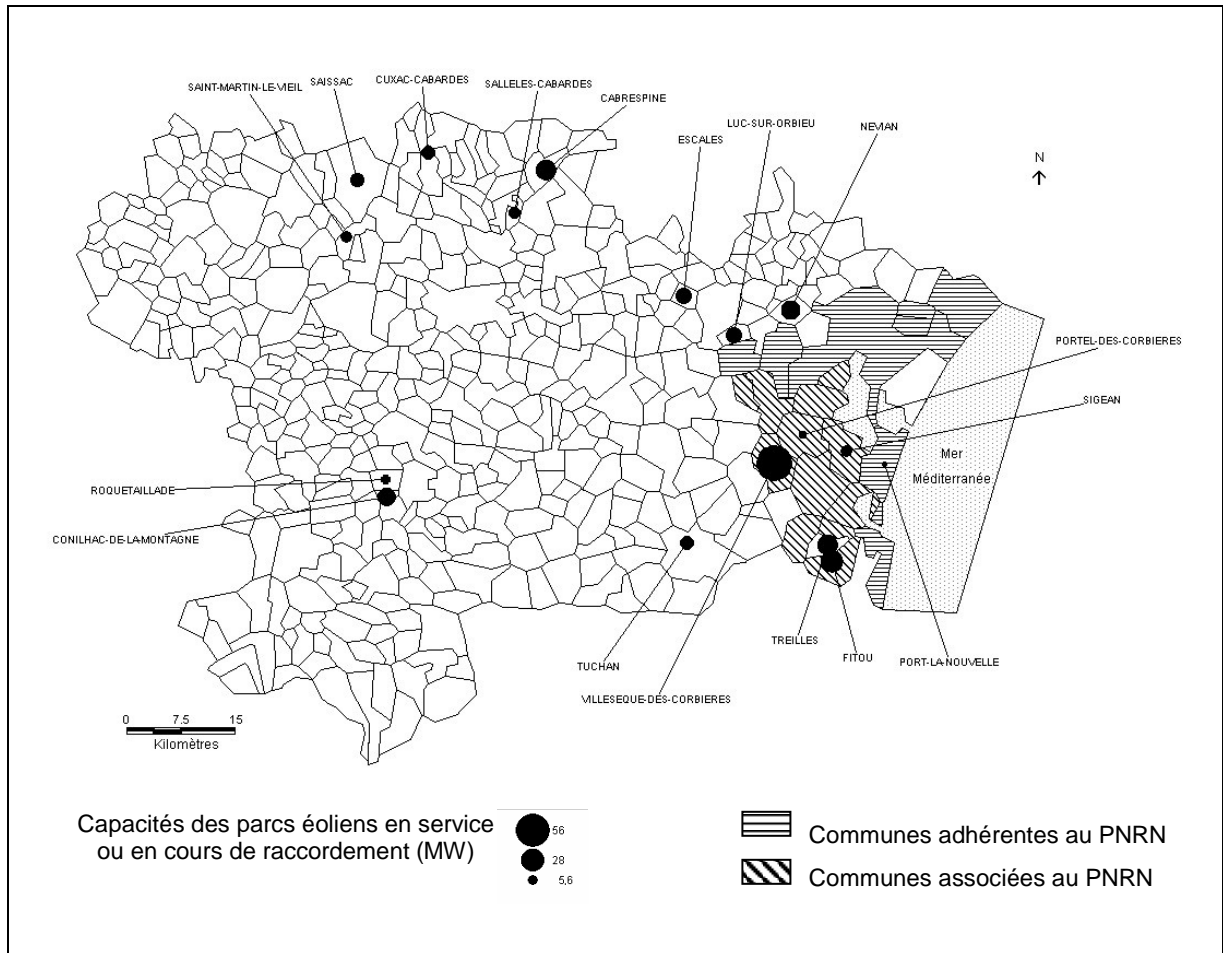 SAINT-MARTIN-LE-VIEIL
SAISSAC
CUXAC-CABARDES
SALLELES-CABARDES
CABRESPINE
ESCALES
LUC-SUR-ORBIEU
NEVIAN
N
PORTEL-DES-CORBIERES
SIGEAN
Mer
Méditerranée
ROQUETAILLADE
CONILHAC-DE-LA-MONTAGNE
TREILLES
FITOU
PORT-LA-NOUVELLE
TUCHAN
VILLESEQUE-DES-CORBIERES
0 7.5 15
Kilomètres
Capacités des parcs éoliens en service
ou en cours de raccordement (MW)
56
28
5,6
Communes adhérentes au PNRN
Communes associées au PNRN